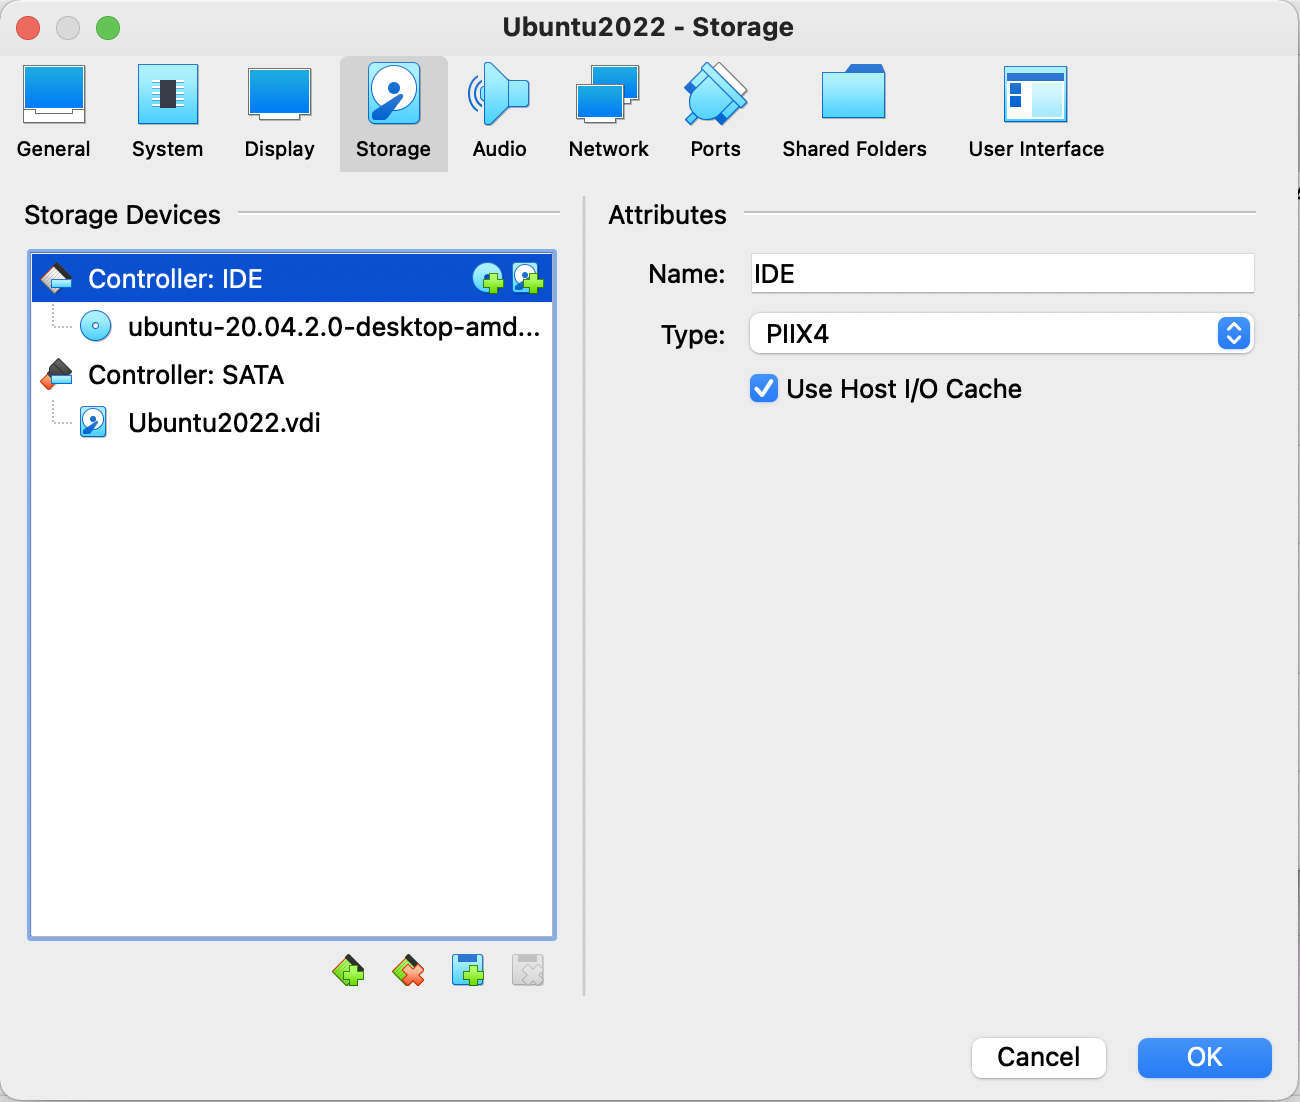 Ubuntu2022 - Storage
General
System
Display
Storage
Audio
Network
Ports
Shared Folders
User Interface
Storage Devices
Controller: IDE
ubuntu-20.04.2.0-desktop-amd...
Controller: SATA
Ubuntu2022.vdi
Attributes
Name: IDE
Type: PIIX4
Use Host I/O Cache
Cancel
OK